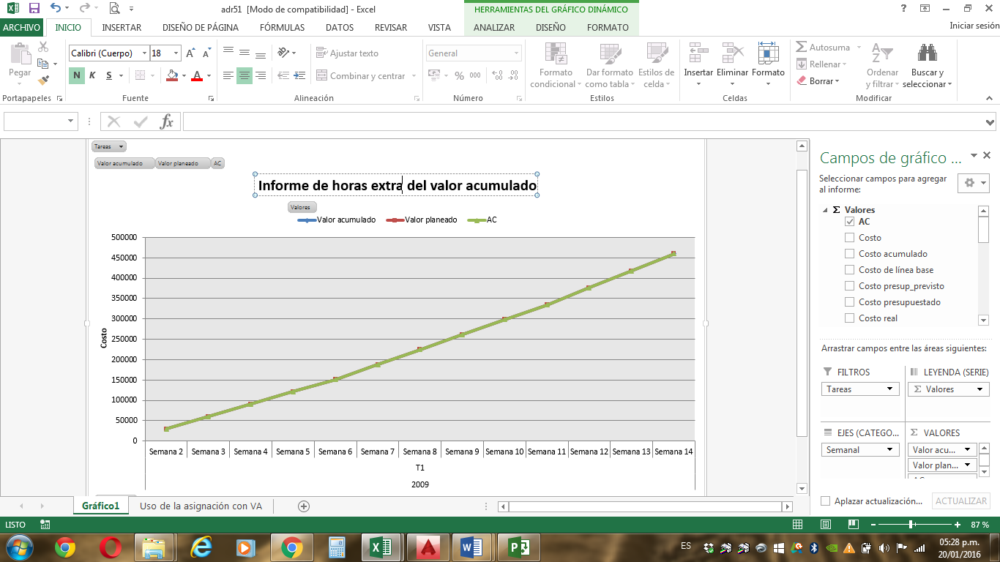 adr51 [Modo de compatibilidad] - Excel
HERRAMIENTAS DEL GRÁFICO DINÁMICO
ARCHIVO INICIO INSERTAR DISEÑO DE PÁGINA FÓRMULAS DATOS REVISAR VISTA ANALIZAR DISEÑO FORMATO Iniciar sesión
Pegar
Portapapeles
Calibri (Cuerpo) 18
N K S
Fuente
Ajustar texto
Combinar y centrar
Alineación
General
% 000
Número
Formato condicional
Dar formato como tabla
Estilos de celda
Estilos
Insertar Eliminar Formato
Celdas
Autosuma
Rellenar
Borrar
Ordenar y filtrar
Buscar y seleccionar
Modificar
fx
Tareas
Valor acumulado Valor planeado AC
Informe de horas extra del valor acumulado
Valores
Valor acumulado Valor planeado AC
500000
450000
400000
350000
300000
250000
200000
150000
100000
50000
0
Costo
Semana 2 Semana 3 Semana 4 Semana 5 Semana 6 Semana 7 Semana 8 Semana 9 Semana 10 Semana 11 Semana 12 Semana 13 Semana 14
T1
2009
Campos de gráfico ...
Seleccionar campos para agregar
al informe:
Σ Valores
AC
Costo
Costo acumulado
Costo de línea base
Costo presup_previsto
Costo presupuestado
Costo real
Arrastrar campos entre las áreas siguientes:
FILTROS
Tareas
LEYENDA (SERIE)
Σ Valores
EJES (CATEGO...
Semanal
Σ VALORES
Valor acu...
Valor plan...
Aplazar actualización... ACTUALIZAR
Gráfico1 Uso de la asignación con VA
LISTO
87 %
ES
05:28 p.m.
20/01/2016